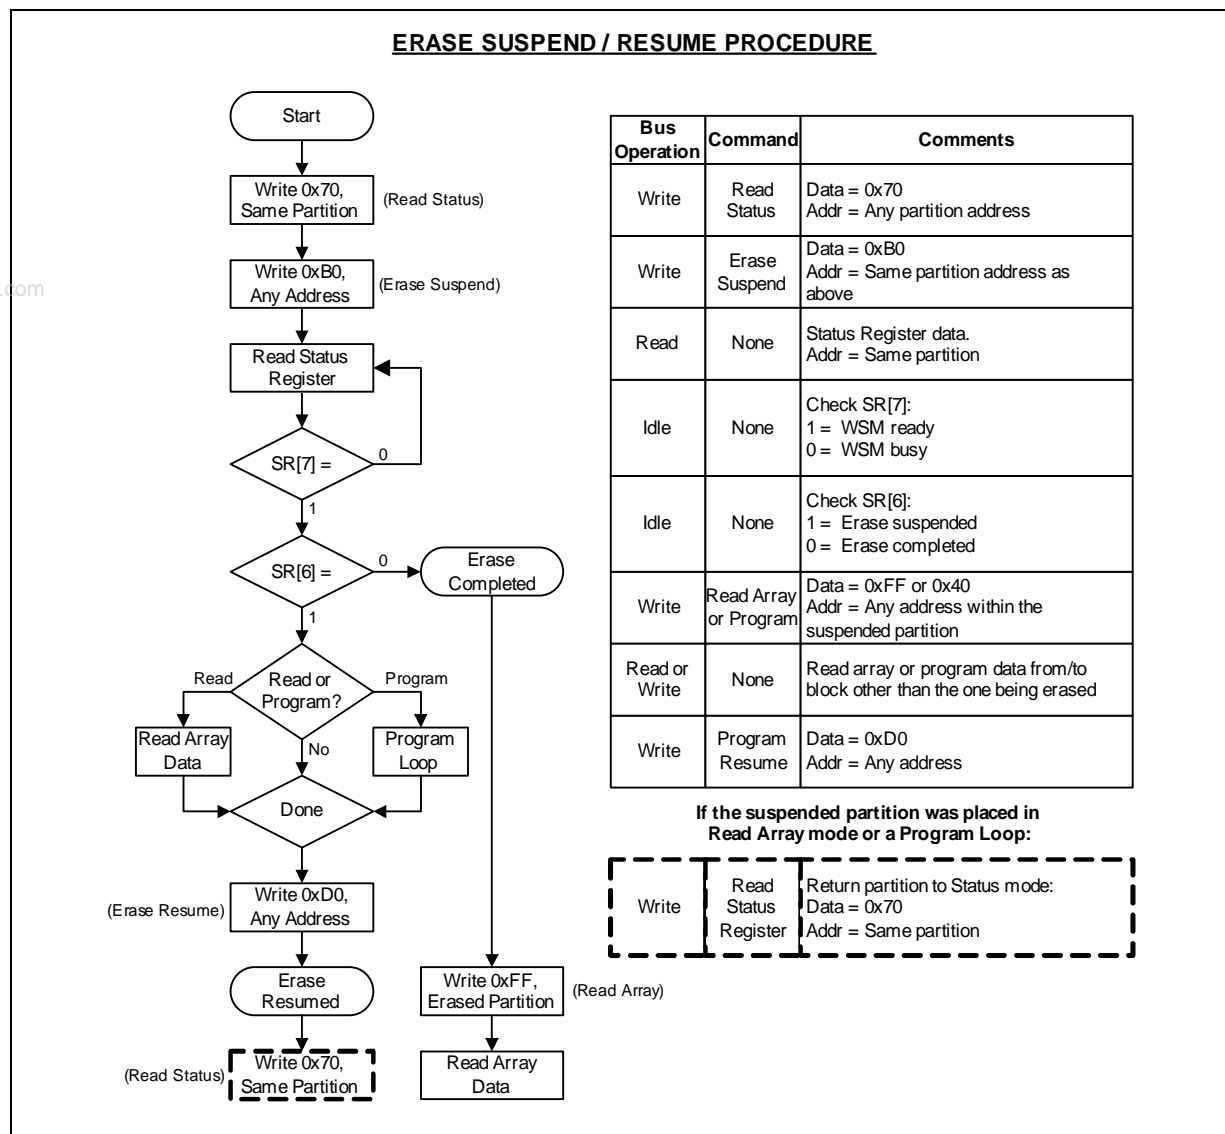 ERASE SUSPEND / RESUME PROCEDURE
Start
Write 0x70,
Same Partition
(Read Status)
Write 0xB0,
Any Address
(Erase Suspend)
.com
Read Status
Register
SR[7] =
0
1
SR[6] =
0
Erase
Completed
1
Read
Read or
Program?
Program
Read Array
Data
No
Program
Loop
Done
(Erase Resume)
Write 0xD0,
Any Address
Erase
Resumed
Write 0xFF,
Erased Partition
(Read Array)
(Read Status)
Write 0x70,
Same Partition
Read Array
Data
Bus
Operation
Command
Comments
Write
Read
Status
Data = 0x70
Addr = Any partition address
Write
Erase
Suspend
Data = 0xB0
Addr = Same partition address as
above
Read
None
Status Register data.
Addr = Same partition
Idle
None
Check SR[7]:
1 = WSM ready
0 = WSM busy
Idle
None
Check SR[6]:
1 = Erase suspended
0 = Erase completed
Write
Read Array
or Program
Data = 0xFF or 0x40
Addr = Any address within the
suspended partition
Read or
Write
None
Read array or program data from/to
block other than the one being erased
Write
Program
Resume
Data = 0xD0
Addr = Any address
If the suspended partition was placed in
Read Array mode or a Program Loop:
Write
Read
Status
Register
Return partition to Status mode:
Data = 0x70
Addr = Same partition